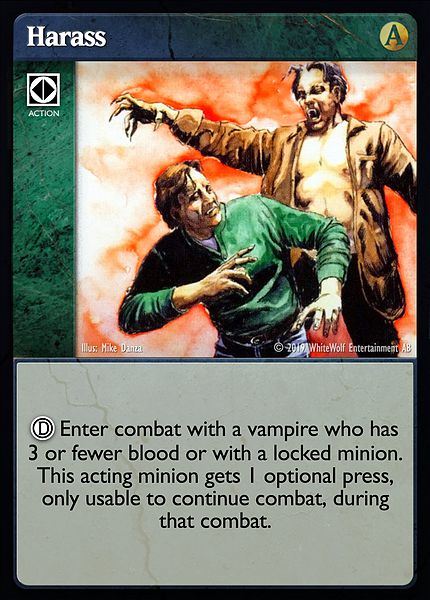 Harass
A
ACTION
Illus: Mike Danza
© 2019 WhiteWolf Entertainment AB
D Enter combat with a vampire who has
3 or fewer blood or with a locked minion.
This acting minion gets 1 optional press,
only usable to continue combat, during
that combat.